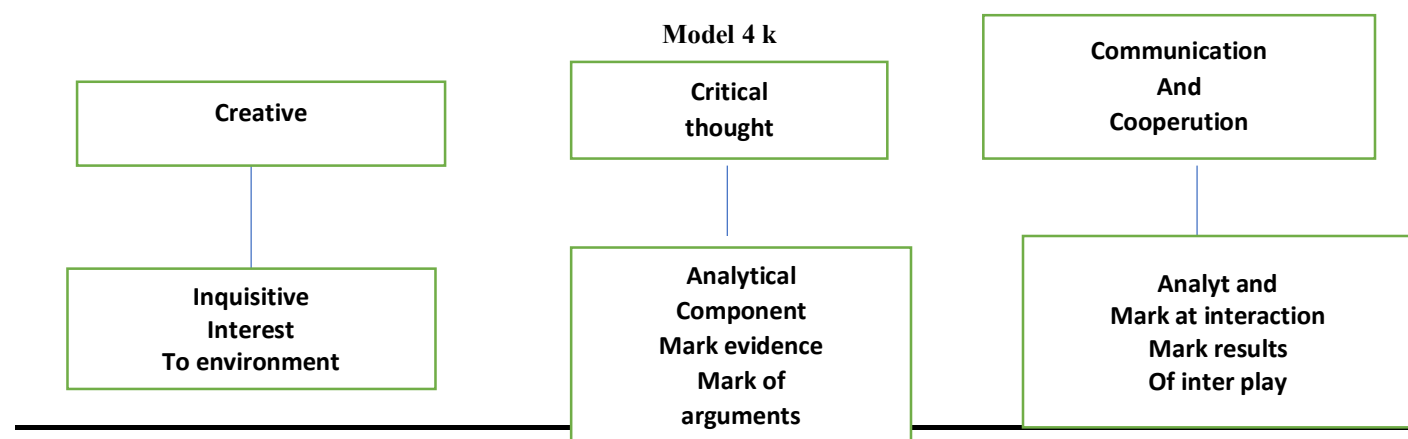 Model 4 k
Creative
Critical
thought
Communication
And
Cooperution
Inquisitive
Interest
To environment
Analytical
Component
Mark evidence
Mark of
arguments
Analyt and
Mark at interaction
Mark results
Of inter play